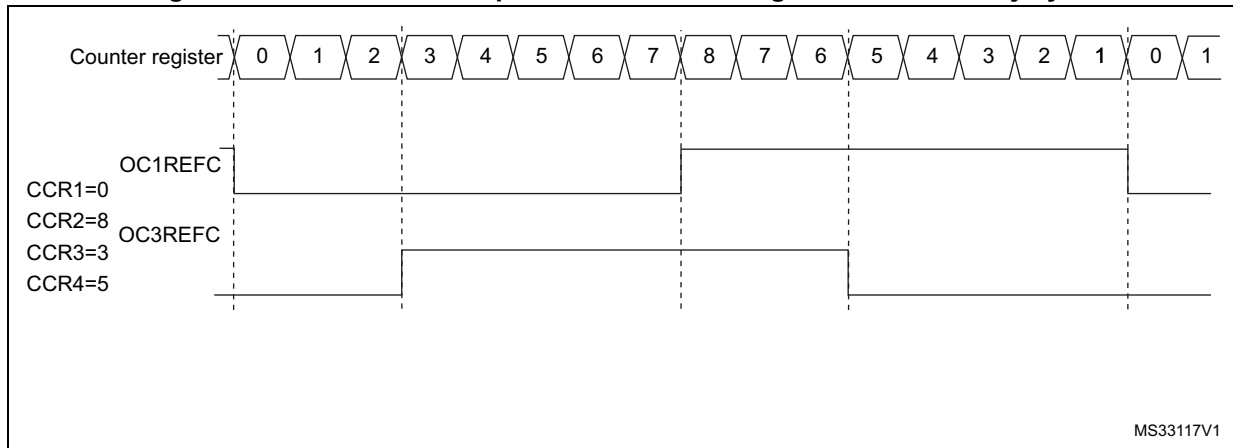 Counter register 0 1 2 3 4 5 6 7 8 7 6 5 4 3 2 1 0 1
OC1REFC
CCR1=0
CCR2=8
OC3REFC
CCR3=3
CCR4=5
MS33117V1